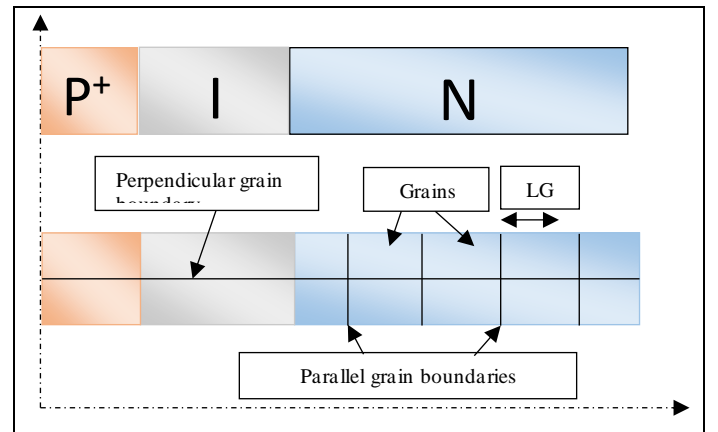 P+ I N
Perpendicular grain
Grains
LG
Parallel grain boundaries